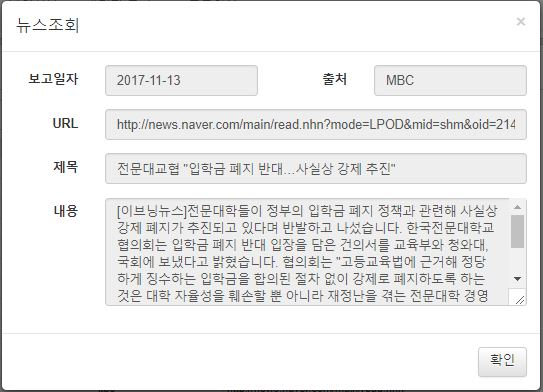 뉴스조회 ×
보고일자 2017-11-13 출처 MBC
URL http://news.naver.com/main/read.nhn?mode=LPOD&mid=shm&oid=214
제목 전문대교협 "입학금 폐지 반대…사실상 강제 추진"
내용 [이브닝뉴스]전문대학들이 정부의 입학금 폐지 정책과 관련해 사실상
강제 폐지가 추진되고 있다며 반발하고 나섰습니다. 한국전문대학교
협의회는 입학금 폐지 반대 입장을 담은 건의서를 교육부와 청와대,
국회에 보냈다고 밝혔습니다. 협의회는 "고등교육법에 근거해 정당
하게 징수하는 입학금을 합의된 절차 없이 강제로 폐지하도록 하는
것은 대학 자율성을 훼손할 뿐 아니라 재정난을 겪는 전문대학 경영
확인